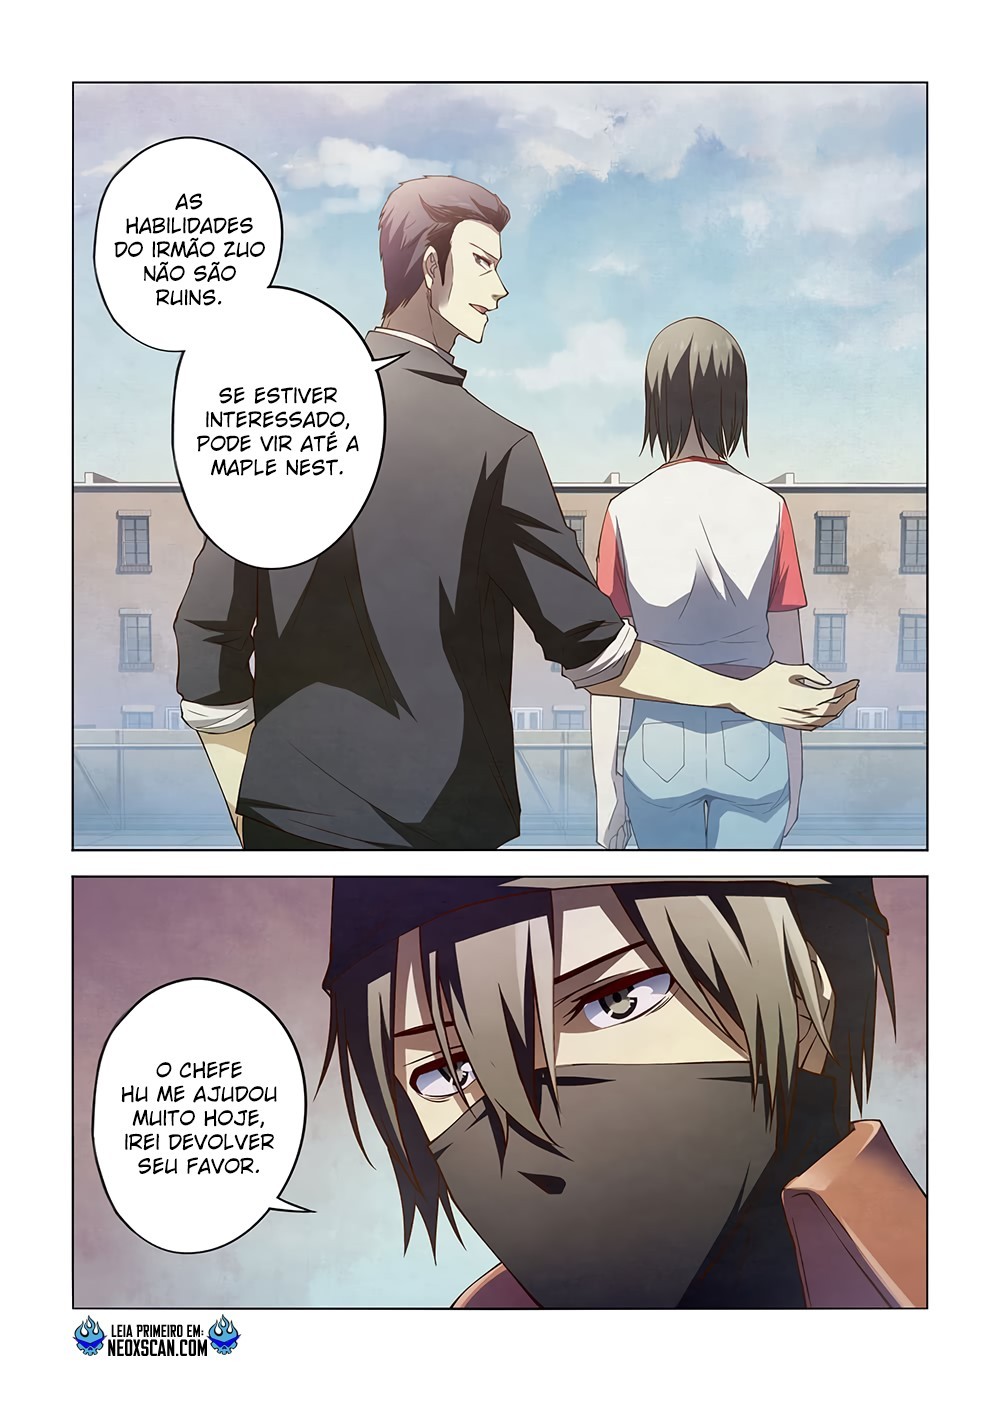 AS
HABILIDADES
DO IRMÃO ZUO
NÃO SÃO
RUINS.
SE ESTIVER
INTERESSADO,
PODE VIR ATÉ A
MAPLE NEST.
O CHEFE
HU ME AJUDOU
MUITO HOJE,
IREI DEVOLVER
SEU FAVOR.
LEIA PRIMEIRO EM:
NEOXSCAN.COM